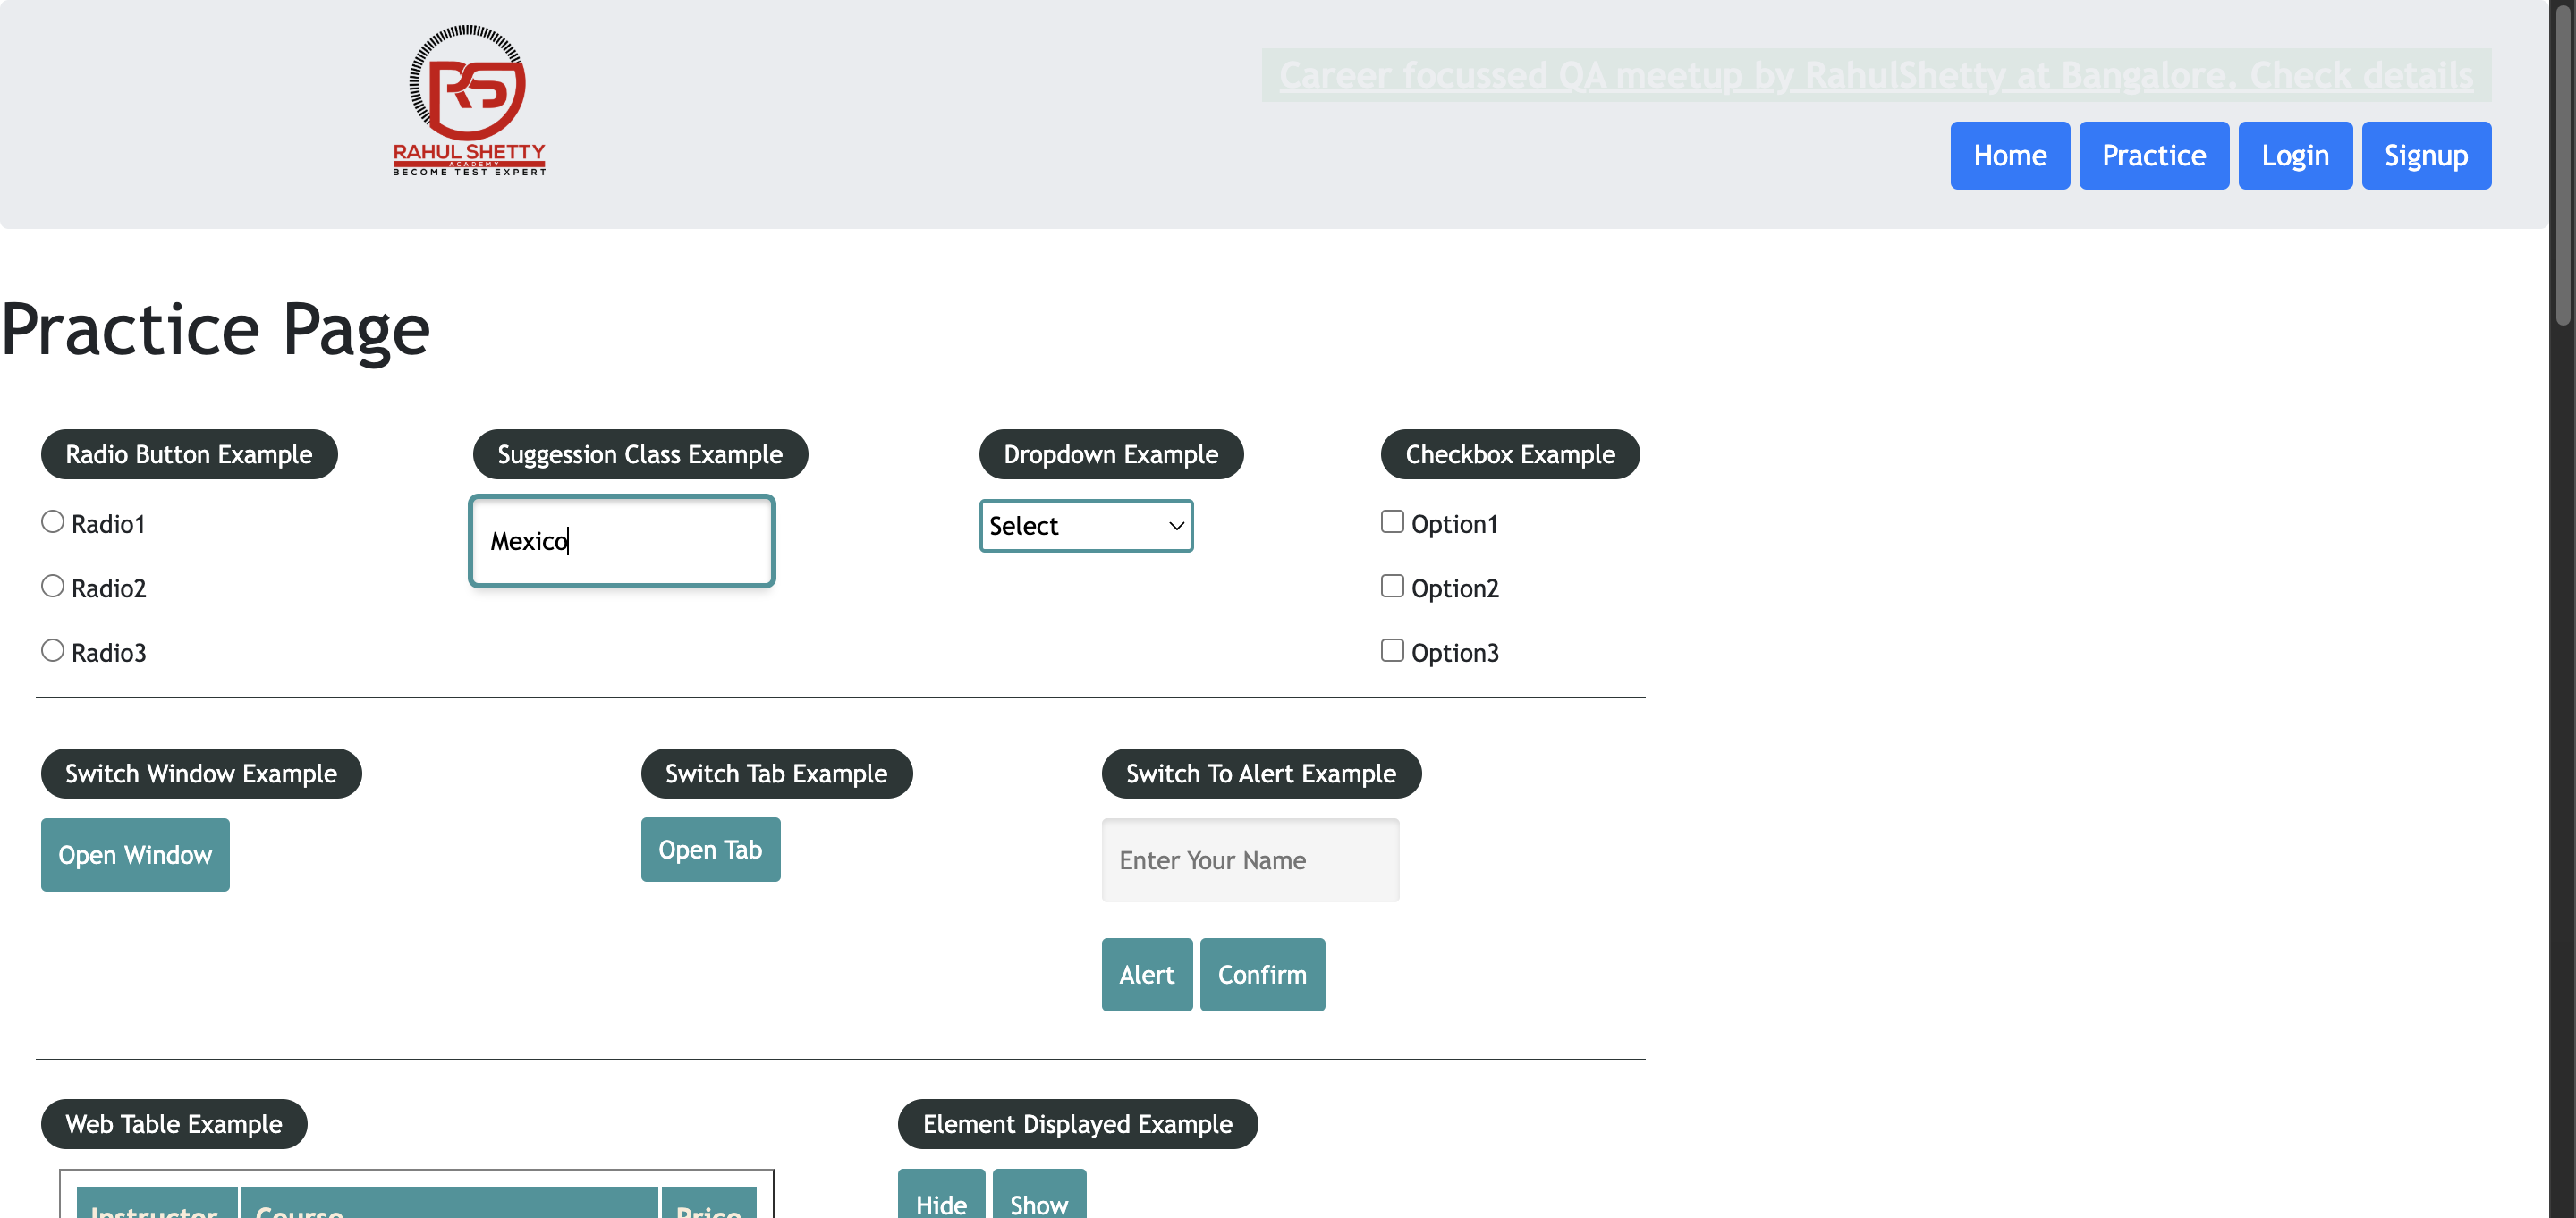 RS
RAHUL SHETTY
ACADEMY
BECOME TEST EXPERT
Career focussed QA meetup by RahulShetty at Bangalore. Check details
Home Practice Login Signup
Practice Page
Radio Button Example
Radio1
Radio2
Radio3
Suggession Class Example
Mexico
Dropdown Example
Select
Checkbox Example
Option1
Option2
Option3
Switch Window Example
Open Window
Switch Tab Example
Open Tab
Switch To Alert Example
Enter Your Name
Alert Confirm
Web Table Example
Instructor Course Price
Element Displayed Example
Hide Show